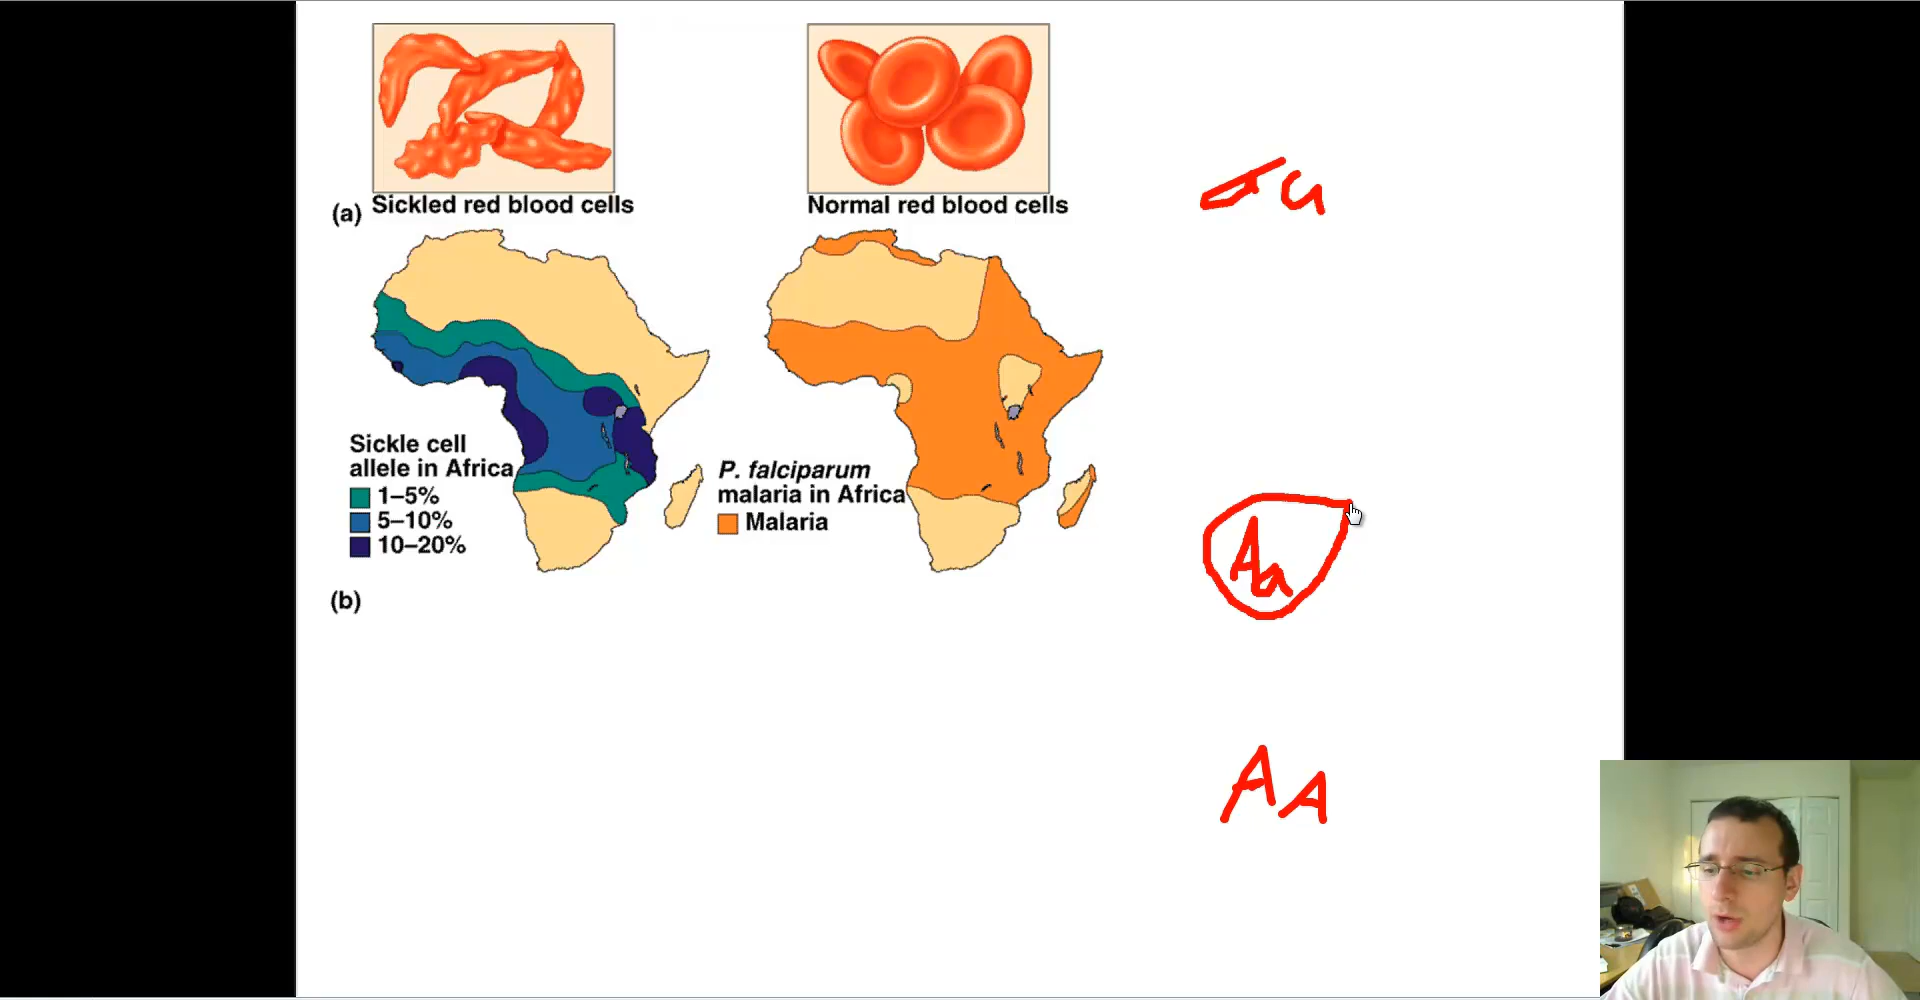 (a) Sickled red blood cells
Normal red blood cells
Sickle cell
allele in Africa
1–5%
5–10%
10–20%
P. falciparum
malaria in Africa
Malaria
(b)
aa
Aa
AA